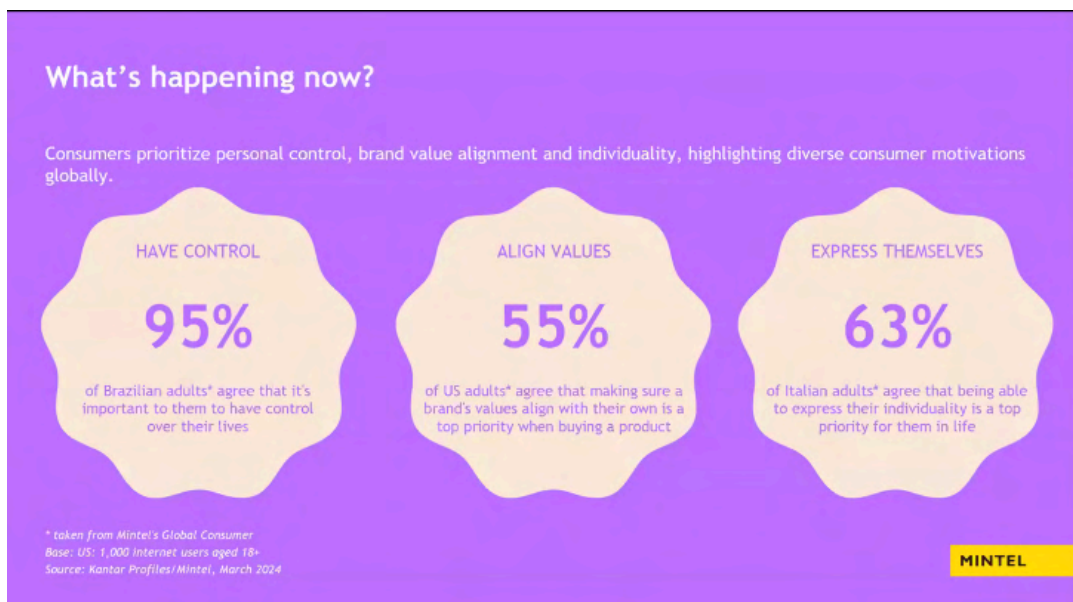 What's happening now?
Consumers prioritize personal control, brand value alignment and individuality, highlighting diverse consumer motivations
globally.
HAVE CONTROL
95%
of Brazilian adults* agree that it's
important to them to have control
over their lives
ALIGN VALUES
55%
of US adults* agree that making sure a
brand's values align with their own is a
top priority when buying a product
EXPRESS THEMSELVES
63%
of Italian adults* agree that being able
to express their individuality is a top
priority for them in life
* taken from Mintel's Global Consumer
Base: US: 1,000 internet users aged 18+
Source: Kantar Profiles/Mintel, March 2024
MINTEL